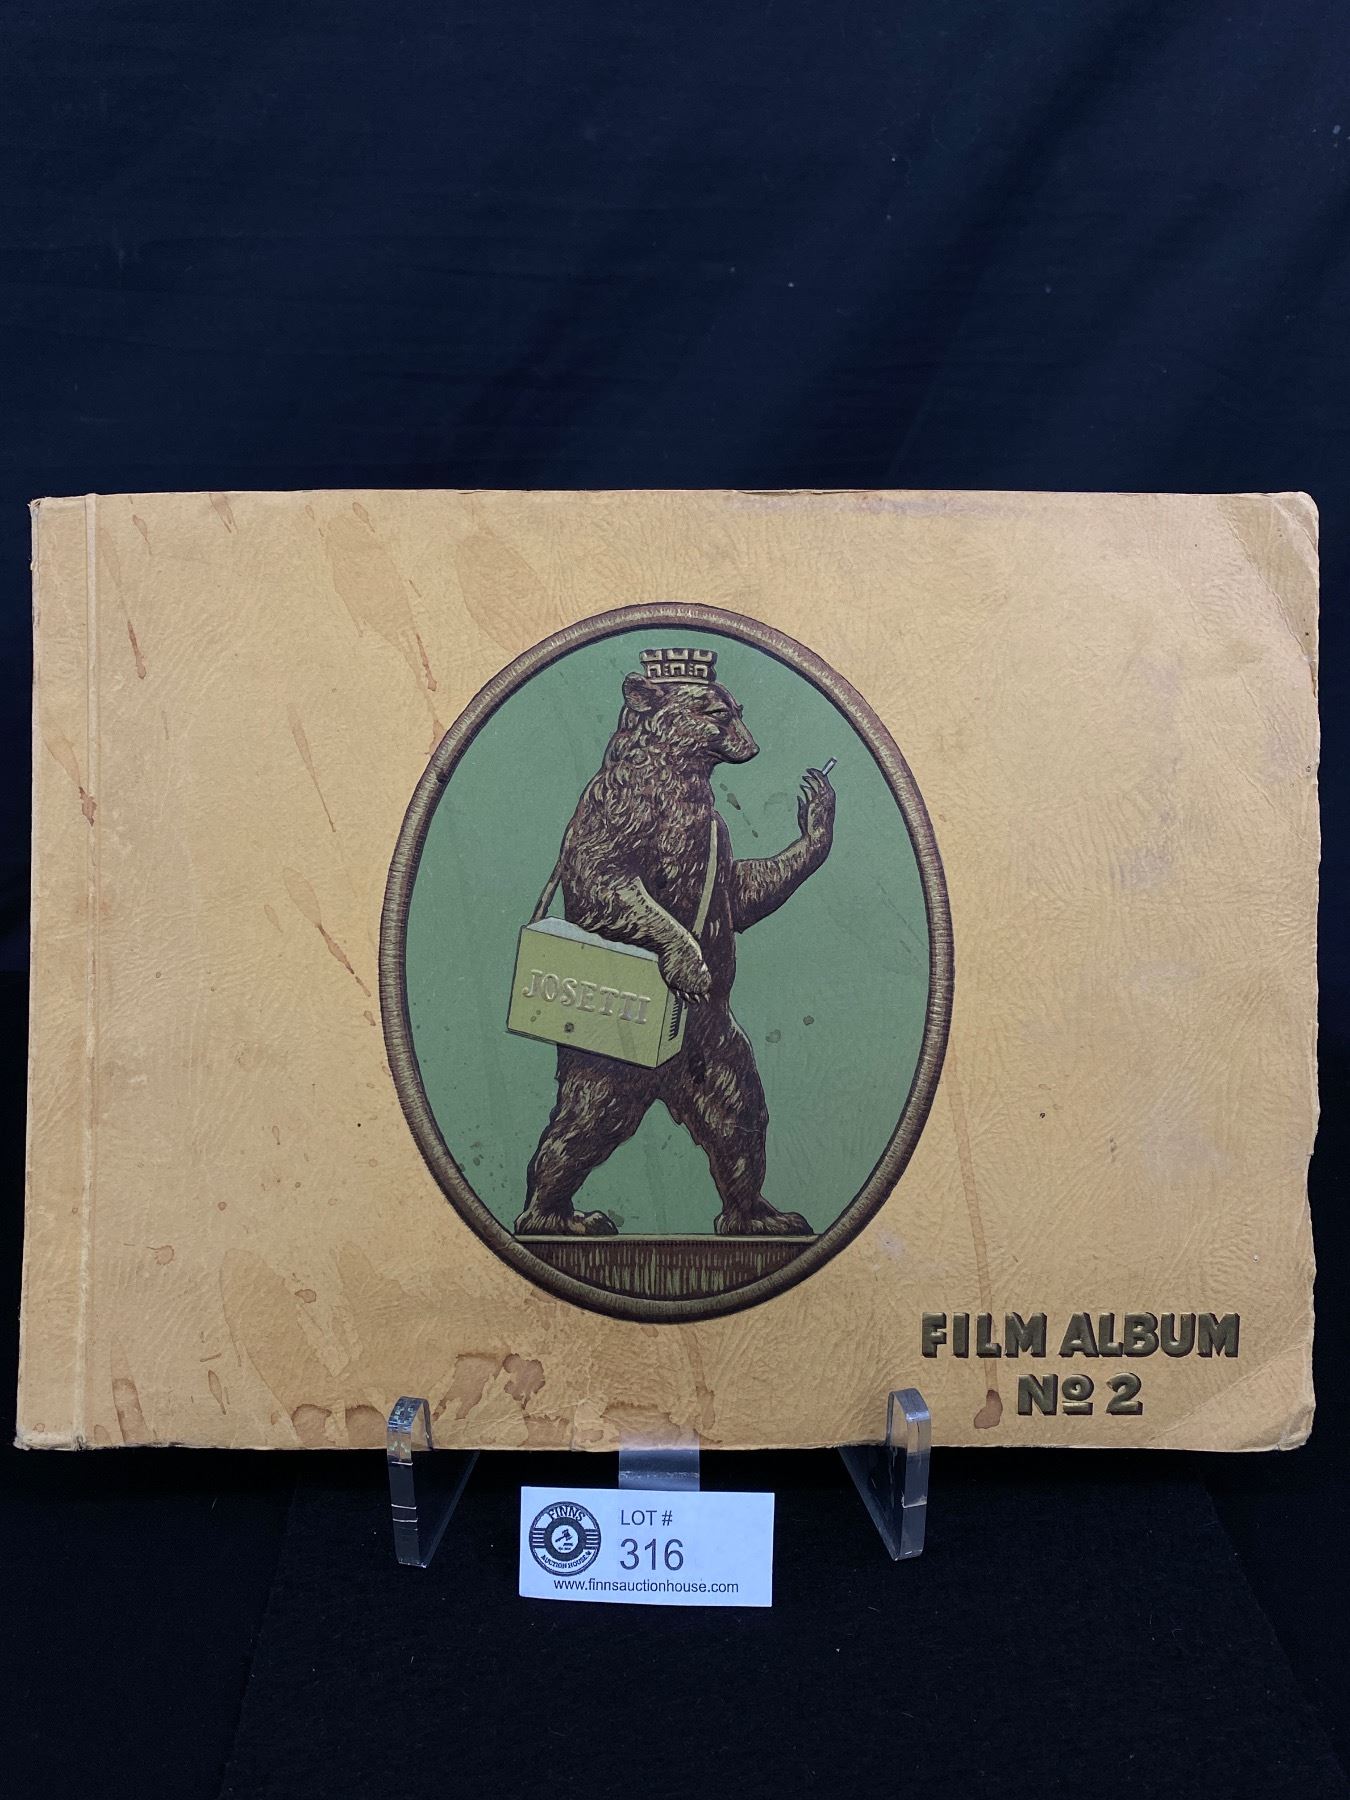 JOSETTI
FILM ALBUM
Nº 2
FINNS
AUCTION HOUSE
LOT #
316
www.finnsauctionhouse.com